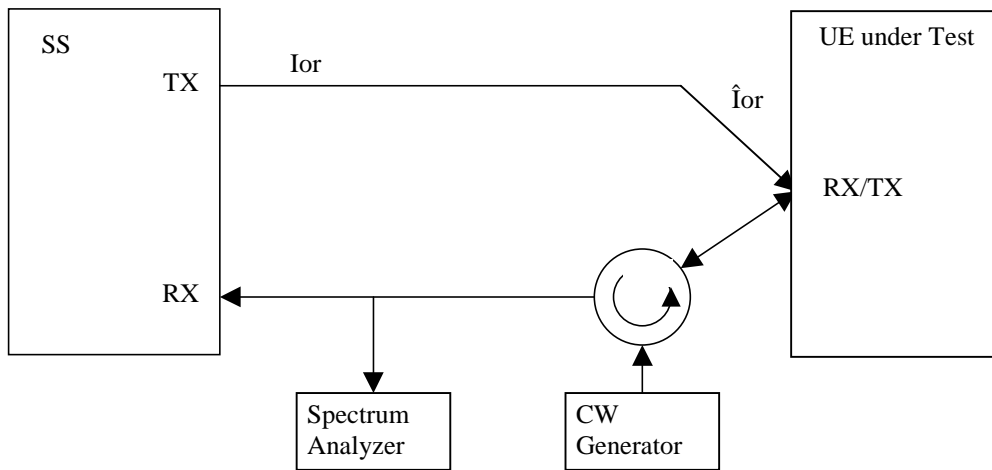 SS
UE under Test
TX
Ior
Îor
RX/TX
RX
Spectrum
Analyzer
CW
Generator